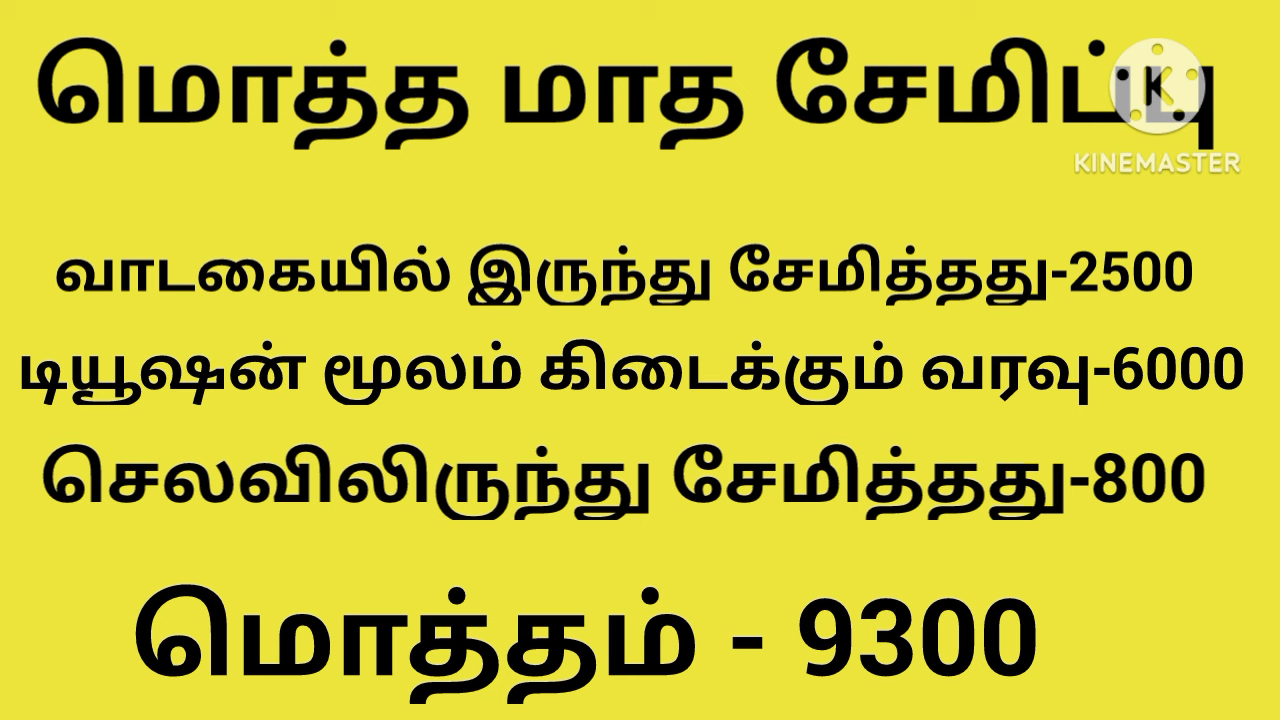 மொத்த மாத சேமிப்பு
KINEMASTER
வாடகையில் இருந்து சேமித்தது-2500
டியூஷன் மூலம் கிடைக்கும் வரவு-6000
செலவிலிருந்து சேமித்தது-800
மொத்தம் - 9300